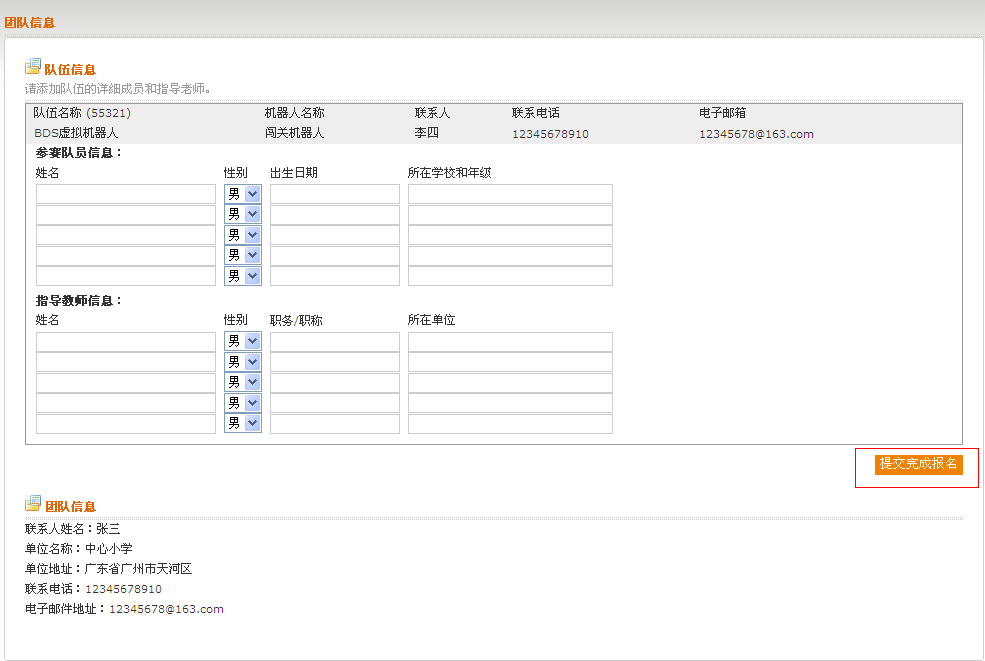 团队信息
队伍信息
请添加队伍的详细成员和指导老师。
队伍名称 (55321) 机器人名称 联系人 联系电话 电子邮箱
BDS虚拟机器人 闯关机器人 李四 12345678910 12345678@163.com
参赛队员信息：
姓名 性别 出生日期 所在学校和年级
男
男
男
男
男
指导教师信息：
姓名 性别 职务/职称 所在单位
男
男
男
男
男
提交完成报名
团队信息
联系人姓名：张三
单位名称：中心小学
单位地址：广东省广州市天河区
联系电话：12345678910
电子邮件地址：12345678@163.com